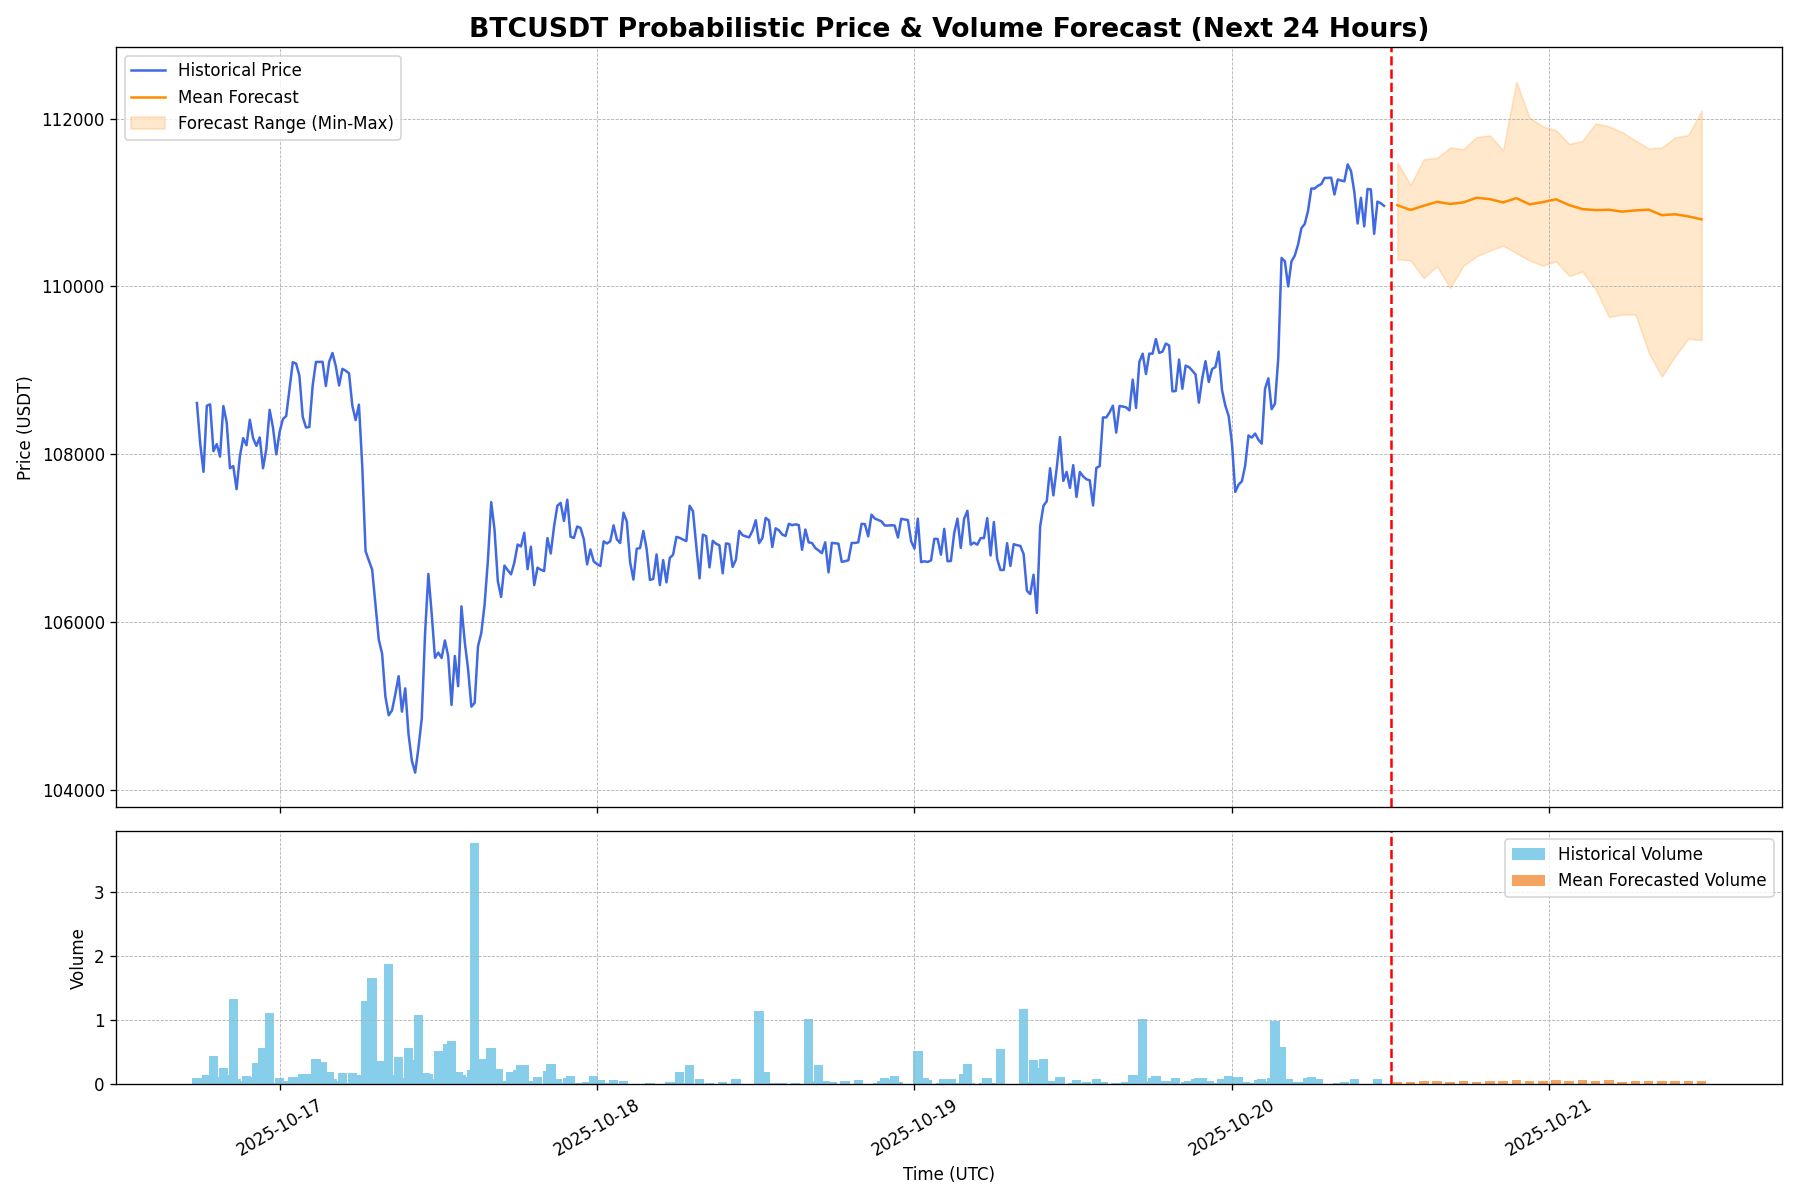 BTCUSDT Probabilistic Price & Volume Forecast (Next 24 Hours)
Historical Price
Mean Forecast
Forecast Range (Min-Max)
112000
110000
108000
106000
104000
Price (USDT)
Historical Volume
Mean Forecasted Volume
3
2
1
0
Volume
2025-10-17
2025-10-18
2025-10-19
2025-10-20
2025-10-21
Time (UTC)